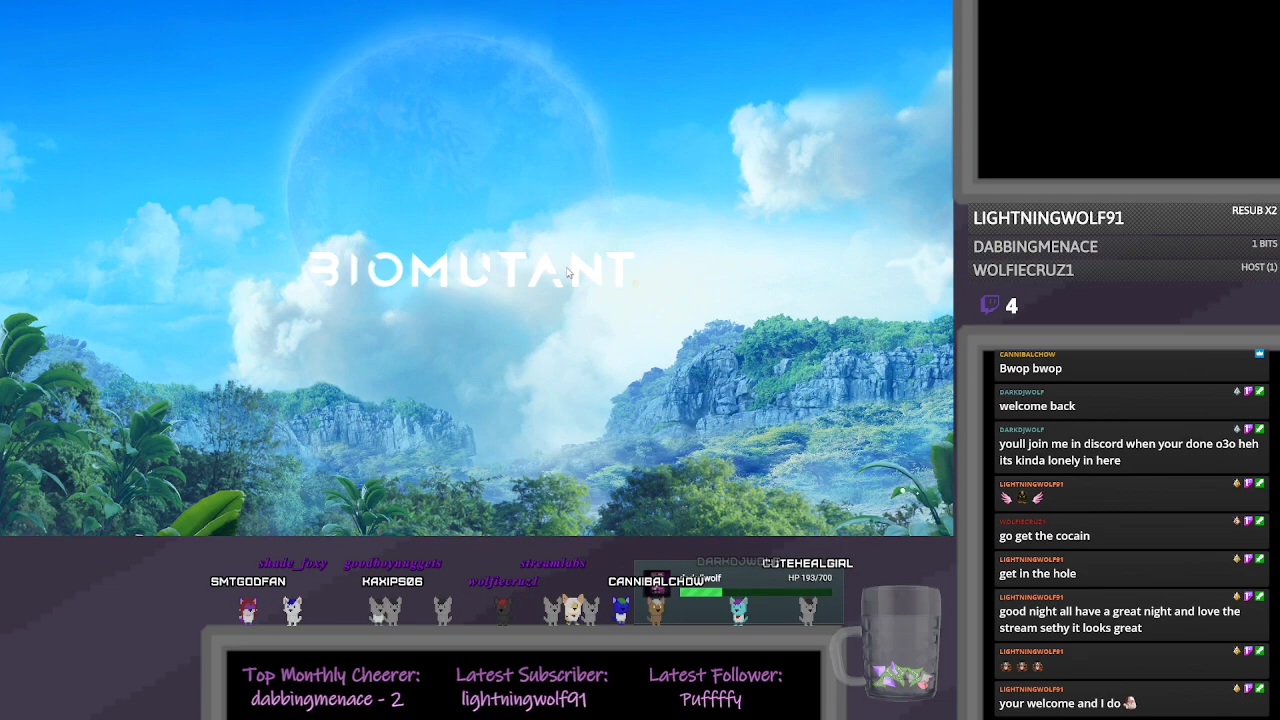 BIOMUTANT.
LIGHTNINGWOLF91
RESUB X2
DABBINGMENACE
1 BITS
WOLFIECRUZ1
HOST (1)
4
CANNIBALCHOW
Bwop bwop
DARKDJWOLF
welcome back
DARKDJWOLF
youll join me in discord when your done o3o heh
its kinda lonely in here
LIGHTNINGWOLF91
WOLFIECRUZ1
go get the cocain
LIGHTNINGWOLF91
get in the hole
LIGHTNINGWOLF91
good night all have a great night and love the
stream sethy it looks great
LIGHTNINGWOLF91
LIGHTNINGWOLF91
your welcome and I do
shade_foxy
goodboynuggets
streamlabs
DARKDJWOLF
CUTEHEALGIRL
SMTGODFAN
KAXIPS06
wolfiecruz1
CANNIBALCHOW
HP 193/700
Top Monthly Cheerer:
dabbingmenace - 2
Latest Subscriber:
lightningwolf91
Latest Follower:
Puffffy